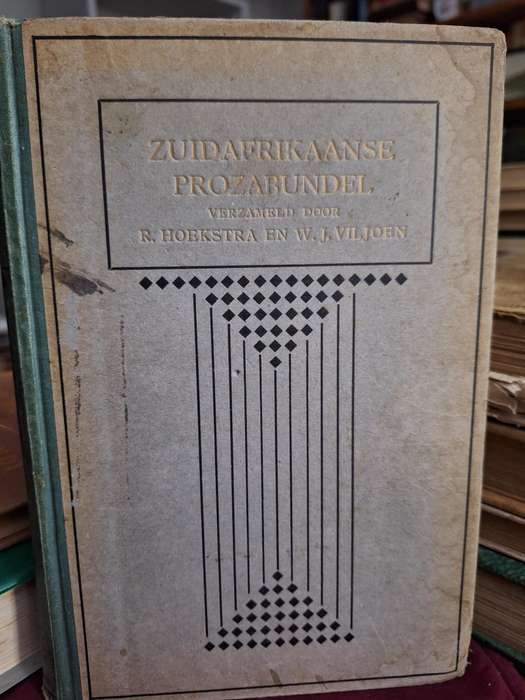 ZUIDAFRIKAANSE
PROZABUNDEL
VERZAMELD DOOR
R. HOEKSTRA EN W. J. VILJOEN